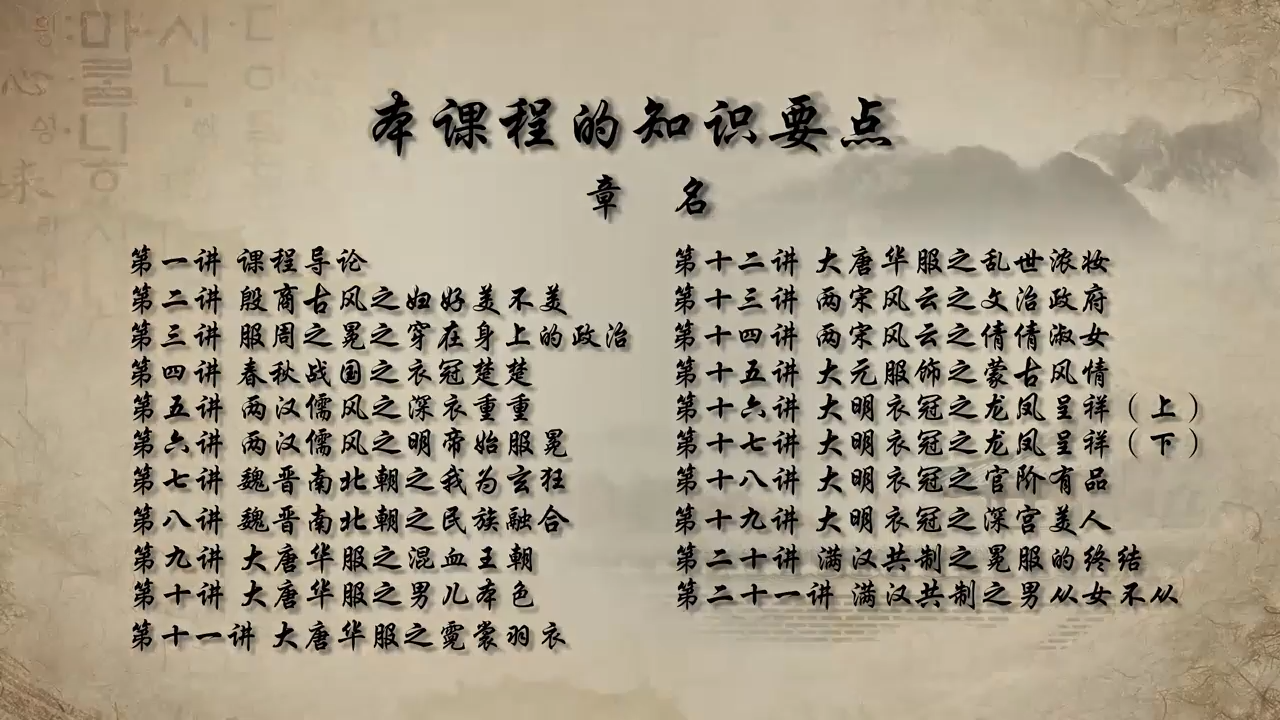 本课程的知识要点
章 名
第一讲 课程导论
第二讲 殷商古风之妇好美不美
第三讲 服周之冕之穿在身上的政治
第四讲 春秋战国之衣冠楚楚
第五讲 两汉儒风之深衣重重
第六讲 两汉儒风之明帝始服冕
第七讲 魏晋南北朝之我为玄狂
第八讲 魏晋南北朝之民族融合
第九讲 大唐华服之混血王朝
第十讲 大唐华服之男儿本色
第十一讲 大唐华服之霓裳羽衣
第十二讲 大唐华服之乱世浓妆
第十三讲 两宋风云之文治政府
第十四讲 两宋风云之倩倩淑女
第十五讲 大元服饰之蒙古风情
第十六讲 大明衣冠之龙凤呈祥（上）
第十七讲 大明衣冠之龙凤呈祥（下）
第十八讲 大明衣冠之官阶有品
第十九讲 大明衣冠之深宫美人
第二十讲 满汉共制之冕服的终结
第二十一讲 满汉共制之男从女不从